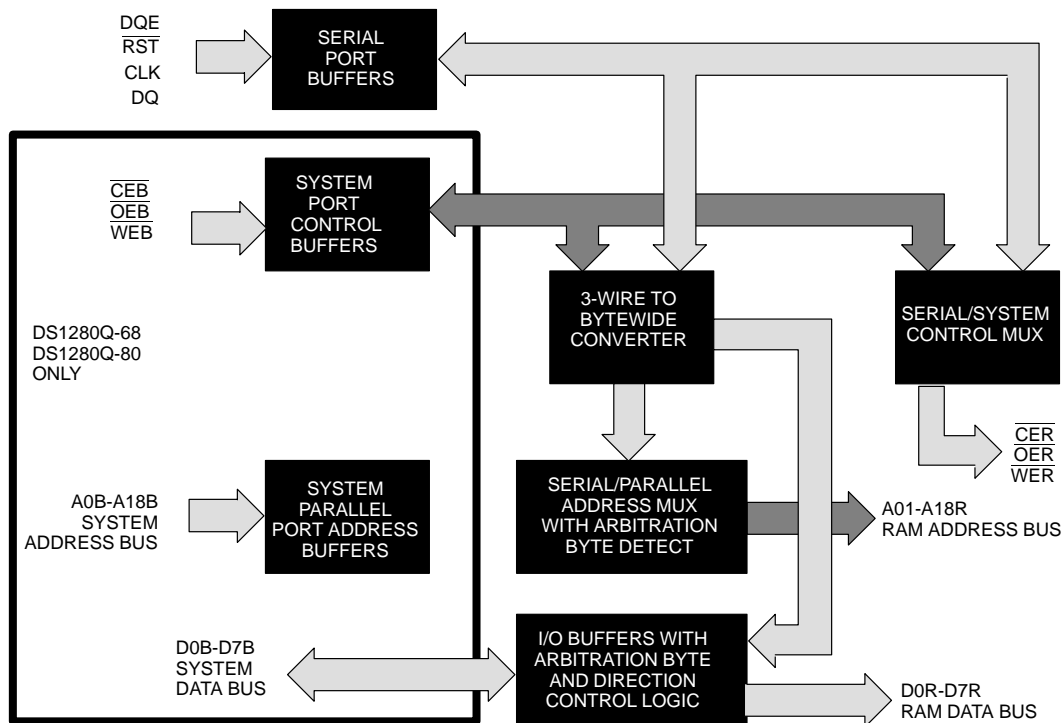 DQE
RST
CLK
DQ
SERIAL
PORT
BUFFERS
CEB
OEB
WEB
SYSTEM
PORT
CONTROL
BUFFERS
3-WIRE TO
BYTEWIDE
CONVERTER
SERIAL/SYSTEM
CONTROL MUX
DS1280Q-68
DS1280Q-80
ONLY
CER
OER
WER
A0B-A18B
SYSTEM
ADDRESS BUS
SYSTEM
PARALLEL
PORT ADDRESS
BUFFERS
SERIAL/PARALLEL
ADDRESS MUX
WITH ARBITRATION
BYTE DETECT
A01-A18R
RAM ADDRESS BUS
D0B-D7B
SYSTEM
DATA BUS
I/O BUFFERS WITH
ARBITRATION BYTE
AND DIRECTION
CONTROL LOGIC
D0R-D7R
RAM DATA BUS